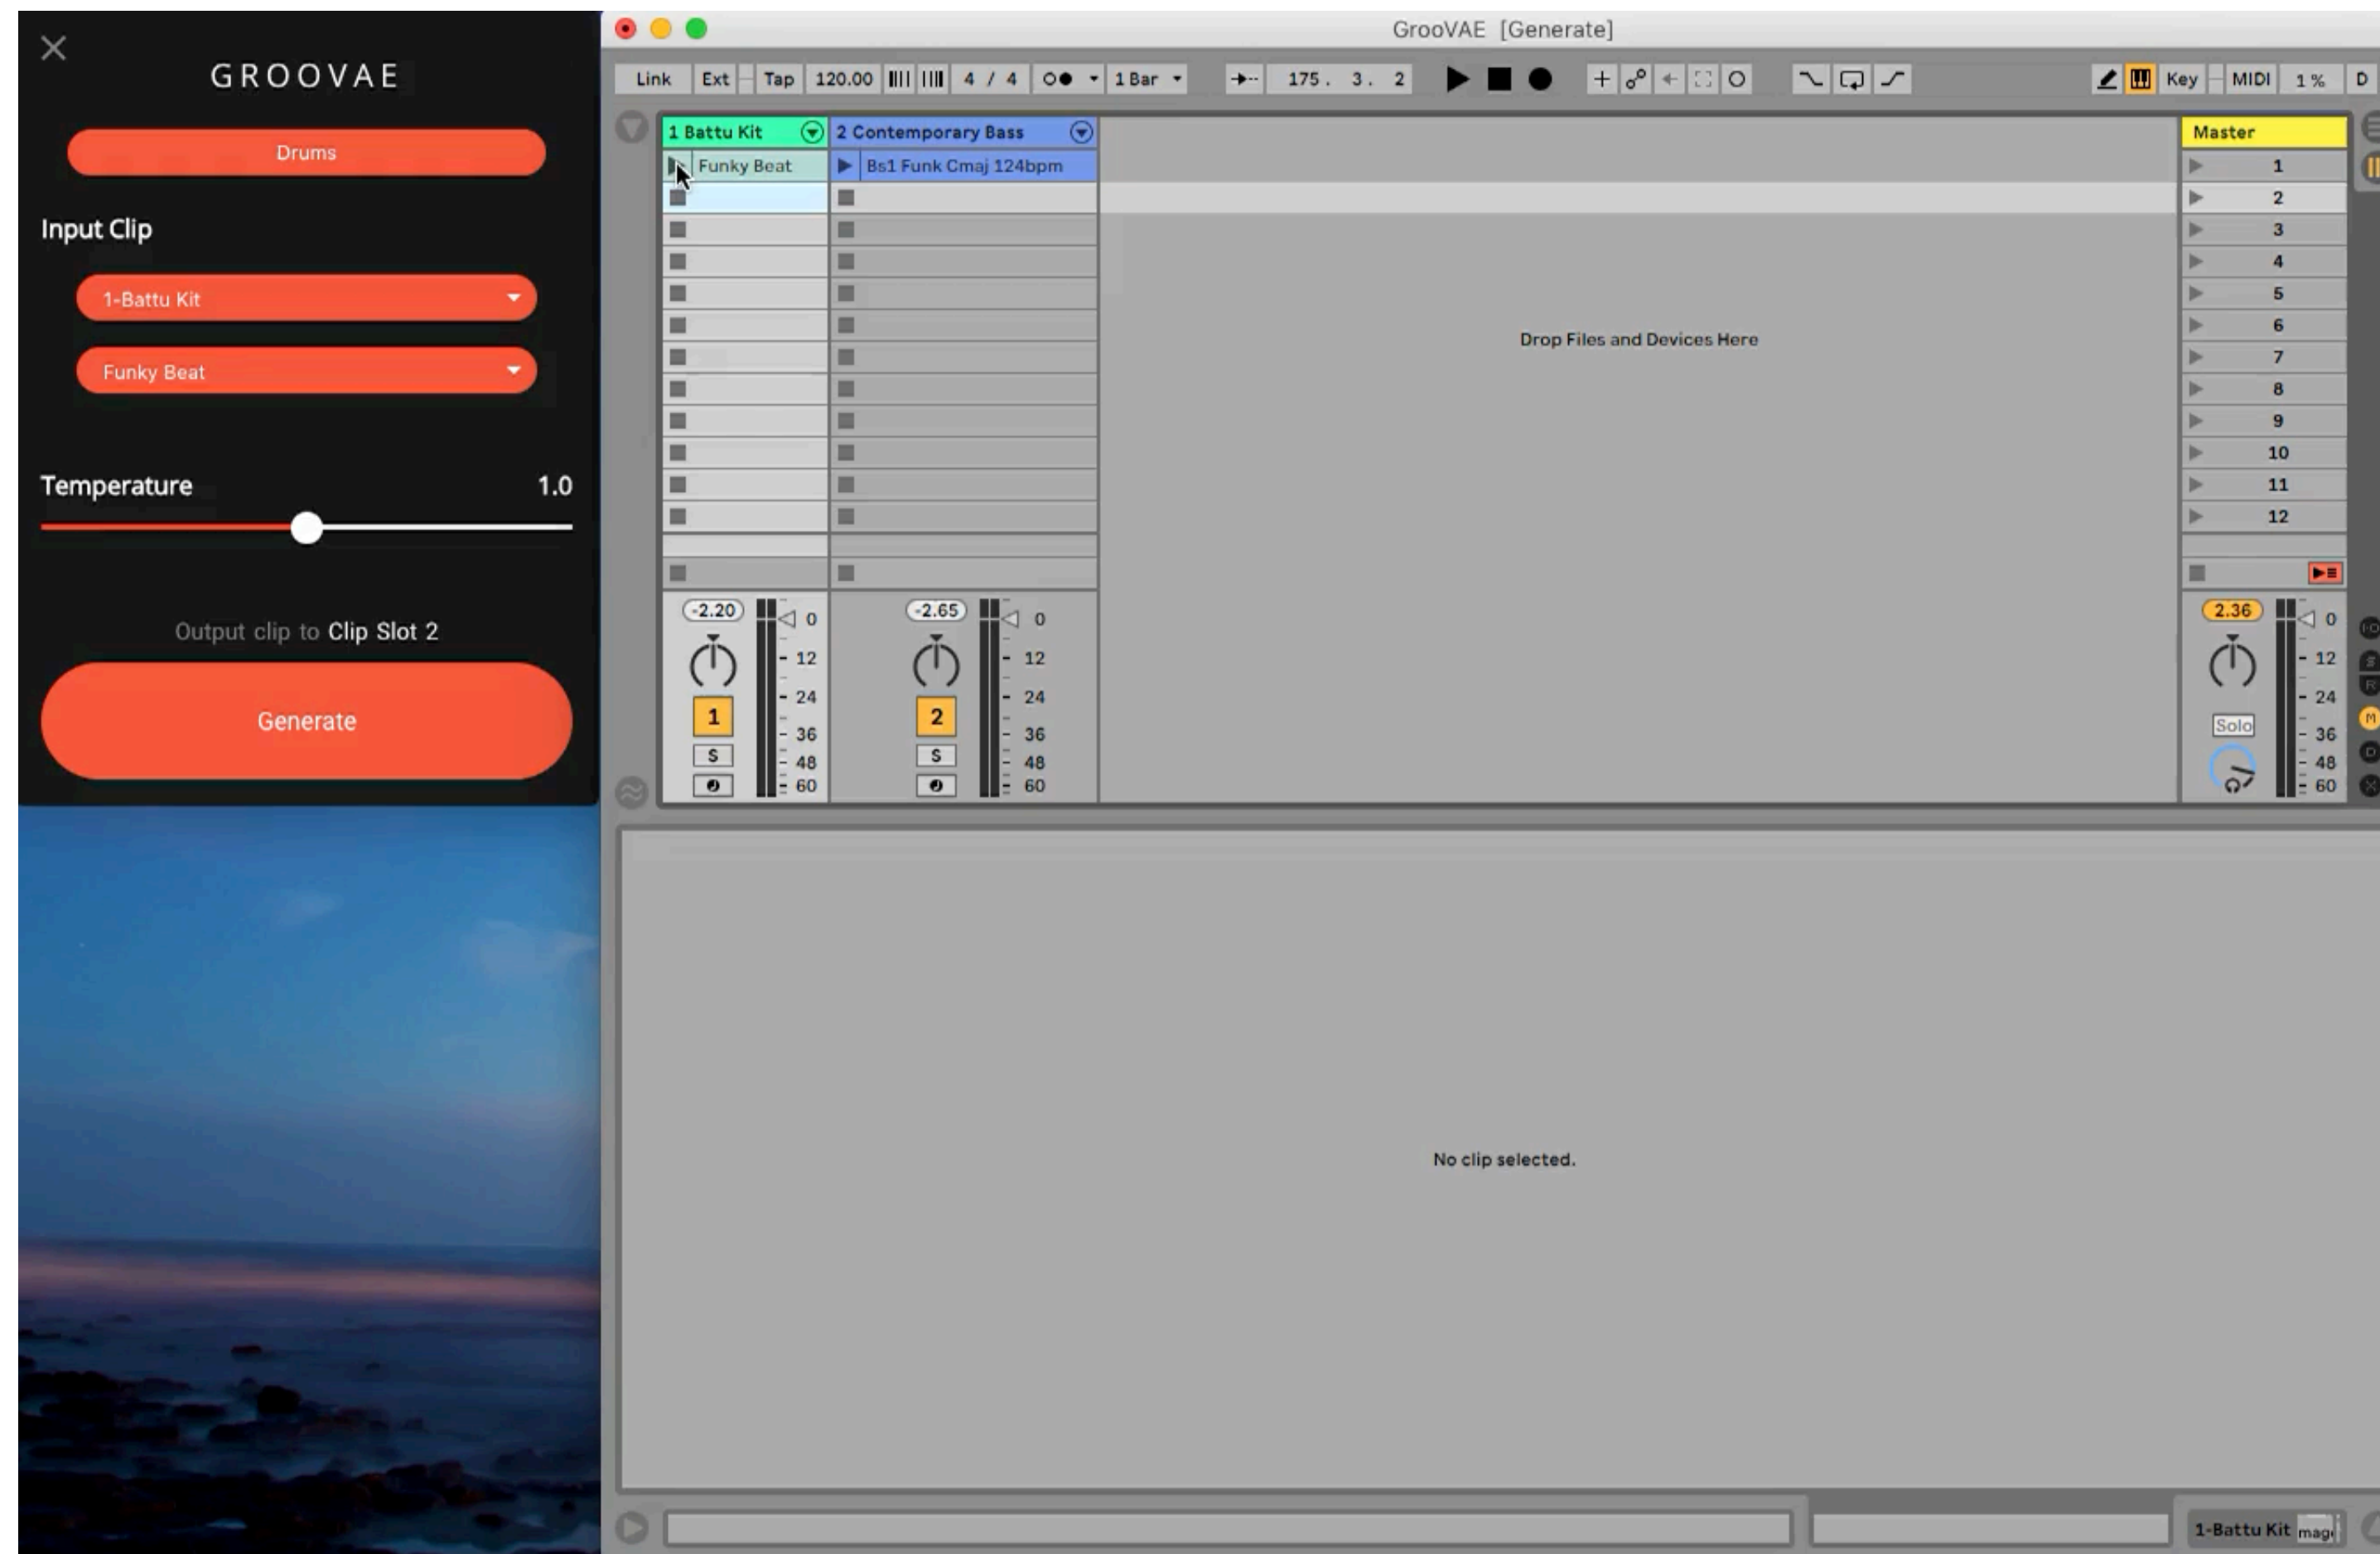 GROOVAE
Drums
Input Clip
1-Battu Kit
Funky Beat
Temperature 1.0
Output clip to Clip Slot 2
Generate
GrooVAE [Generate]
Link Ext Tap 120.00 4 / 4 1 Bar 175. 3. 2 Key MIDI 1 % D
1 Battu Kit 2 Contemporary Bass Master
Funky Beat Bs1 Funk Cmaj 124bpm 1
2
3
4
5
6
Drop Files and Devices Here
7
8
9
10
11
12
-2.20 0 -2.65 0 2.36 0
12 12 12
24 24 24
1 2 Solo
36 36 36
S S
48 48 48
60 60 60
S
R
M
D
X
No clip selected.
1-Battu Kit